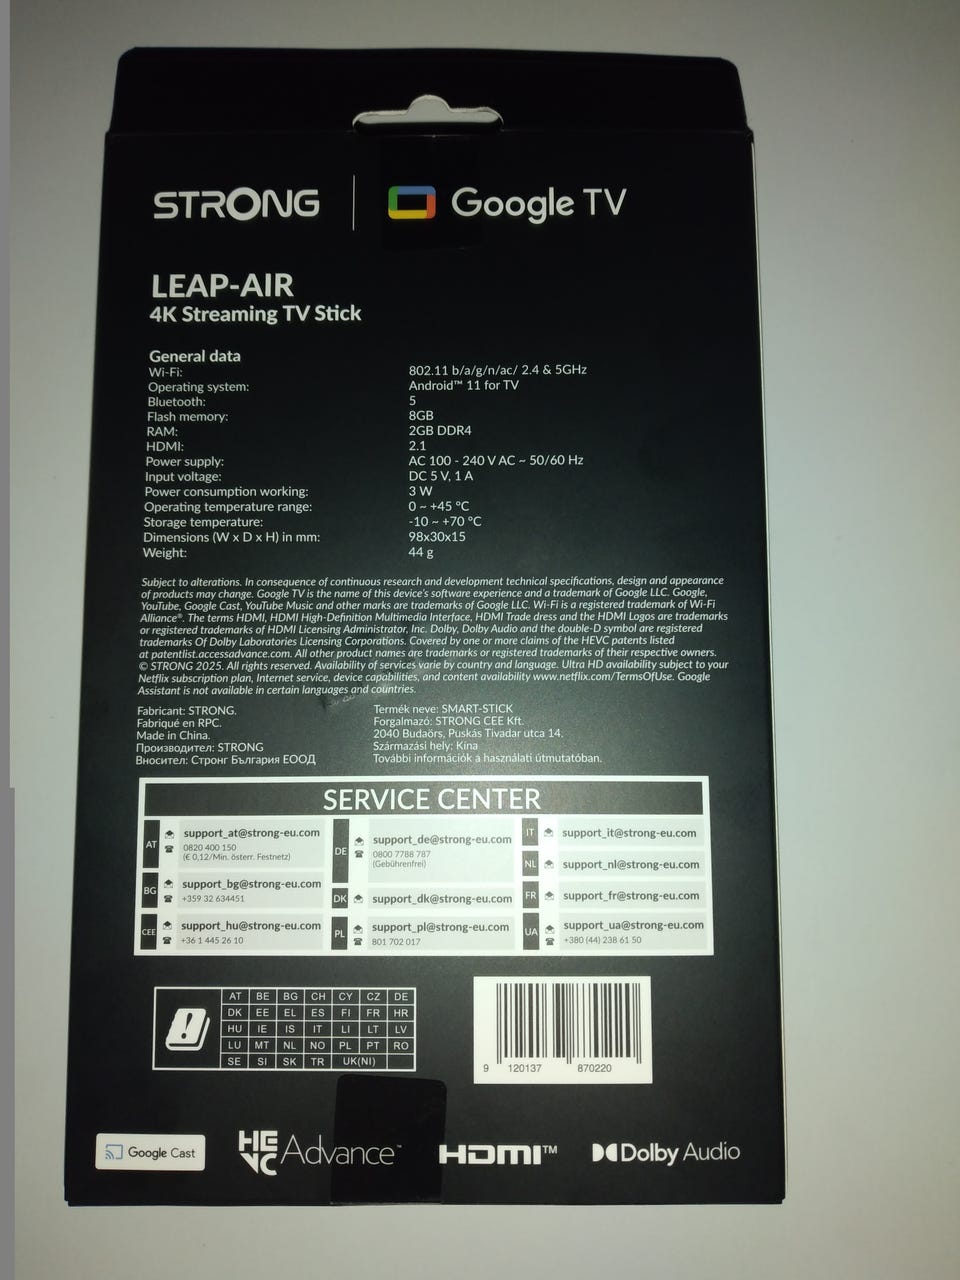 STRONG | Google TV
LEAP-AIR
4K Streaming TV Stick
General data
Wi-Fi: 802.11 b/a/g/n/ac/ 2.4 & 5GHz
Operating system: Android™ 11 for TV
Bluetooth: 5
Flash memory: 8GB
RAM: 2GB DDR4
HDMI: 2.1
Power supply: AC 100 - 240 V AC ~ 50/60 Hz
Input voltage: DC 5 V, 1 A
Power consumption working: 3 W
Operating temperature range: 0 ~ +45 °C
Storage temperature: -10 ~ +70 °C
Dimensions (W x D x H) in mm: 98x30x15
Weight: 44 g
Subject to alterations. In consequence of continuous research and development technical specifications, design and appearance
of products may change. Google TV is the name of this device's software experience and a trademark of Google LLC. Google,
YouTube, Google Cast, YouTube Music and other marks are trademarks of Google LLC. Wi-Fi is a registered trademark of Wi-Fi
Alliance®. The terms HDMI, HDMI High-Definition Multimedia Interface, HDMI Trade dress and the HDMI Logos are trademarks
or registered trademarks of HDMI Licensing Administrator, Inc. Dolby, Dolby Audio and the double-D symbol are registered
trademarks Of Dolby Laboratories Licensing Corporations. Covered by one or more claims of the HEVC patents listed
at patentlist.accessadvance.com. All other product names are trademarks or registered trademarks of their respective owners.
© STRONG 2025. All rights reserved. Availability of services varie by country and language. Ultra HD availability subject to your
Netflix subscription plan, Internet service, device capabilities, and content availability www.netflix.com/TermsOfUse. Google
Assistant is not available in certain languages and countries.
Fabricant: STRONG.
Fabriqué en RPC.
Made in China.
Производител: STRONG
Вносител: Стронг България ЕООД
Termék neve: SMART-STICK
Forgalmazó: STRONG CEE Kft.
2040 Budaörs, Puskás Tivadar utca 14.
Származási hely: Kína
További információk a használati útmutatóban.
SERVICE CENTER
AT support_at@strong-eu.com
0820 400 150
(€ 0,12/Min. österr. Festnetz)
BG support_bg@strong-eu.com
+359 32 634451
CEE support_hu@strong-eu.com
+36 1 445 26 10
DE support_de@strong-eu.com
0800 7788 787
(Gebührenfrei)
DK support_dk@strong-eu.com
PL support_pl@strong-eu.com
801 702 017
IT support_it@strong-eu.com
NL support_nl@strong-eu.com
FR support_fr@strong-eu.com
UA support_ua@strong-eu.com
+380 (44) 238 61 50
AT BE BG CH CY CZ DE
DK EE EL ES FI FR HR
HU IE IS IT LI LT LV
LU MT NL NO PL PT RO
SE SI SK TR UK(NI)
9 120137 870220
Google Cast
HEVC Advance™
HDMI™
Dolby Audio